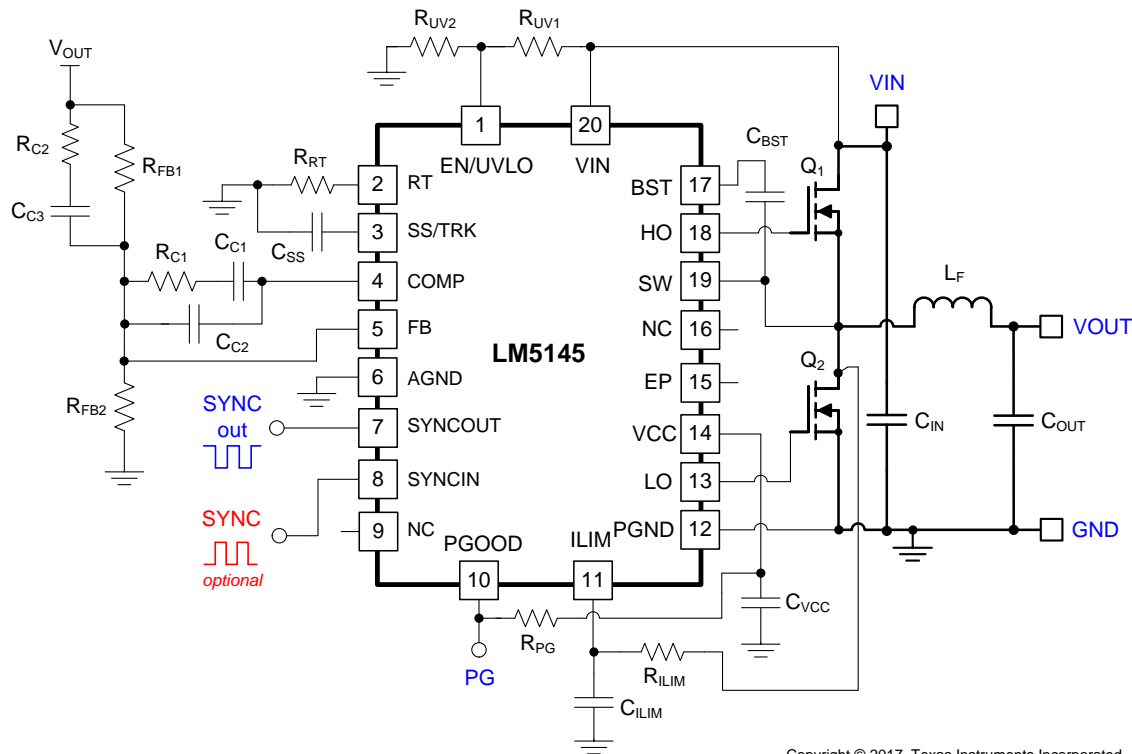 RUV2
RUV1
VOUT
VIN
1
20
CBST
RC2
RFB1
RRT
EN/UVLO
VIN
Q1
2
RT
BST
17
CC3
3
SS/TRK
HO
18
CSS
RC1
CC1
4
COMP
SW
19
LF
CC2
5
FB
NC
16
VOUT
LM5145
Q2
6
AGND
EP
15
RFB2
SYNC
out
7
SYNCOUT
VCC
14
CIN
COUT
8
SYNCIN
LO
13
SYNC
optional
9
NC
PGOOD
ILIM
PGND
12
GND
10
11
CVCC
RPG
PG
RILIM
CILIM
Copyright © 2017, Texas Instruments Incorporated